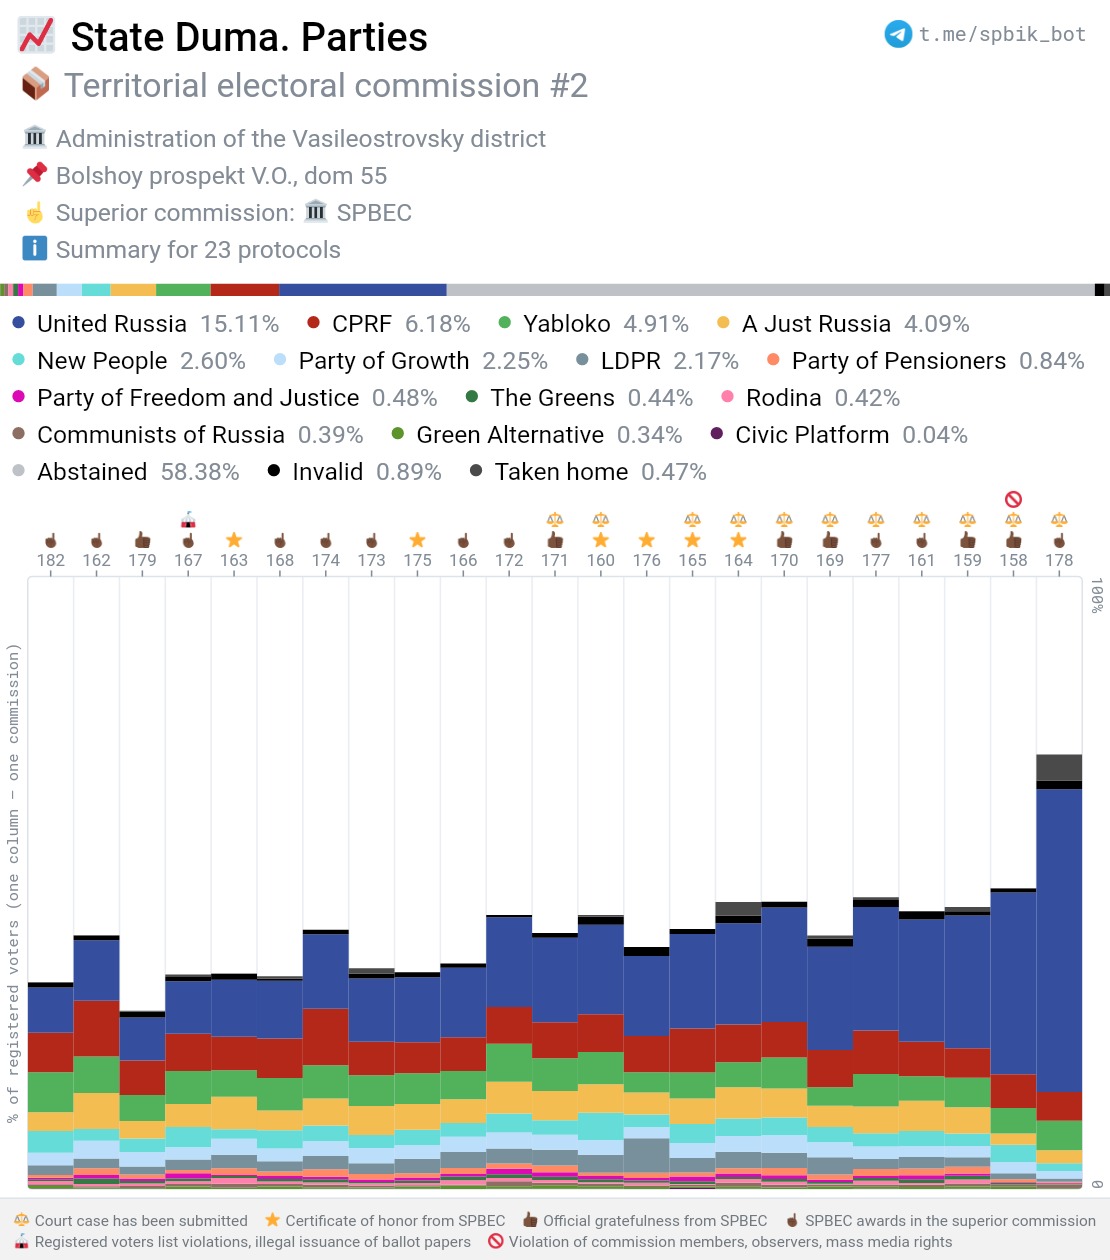 State Duma. Parties
t.me/spbik_bot
Territorial electoral commission #2
Administration of the Vasileostrovsky district
Bolshoy prospekt V.O., dom 55
Superior commission: SPBEC
Summary for 23 protocols
United Russia 15.11% CPRF 6.18% Yabloko 4.91% A Just Russia 4.09%
New People 2.60% Party of Growth 2.25% LDPR 2.17% Party of Pensioners 0.84%
Party of Freedom and Justice 0.48% The Greens 0.44% Rodina 0.42%
Communists of Russia 0.39% Green Alternative 0.34% Civic Platform 0.04%
Abstained 58.38% Invalid 0.89% Taken home 0.47%
182 162 179 167 163 168 174 173 175 166 172 171 160 176 165 164 170 169 177 161 159 158 178
100%
% of registered voters (one column – one commission)
0
Court case has been submitted Certificate of honor from SPBEC Official gratefulness from SPBEC SPBEC awards in the superior commission
Registered voters list violations, illegal issuance of ballot papers Violation of commission members, observers, mass media rights